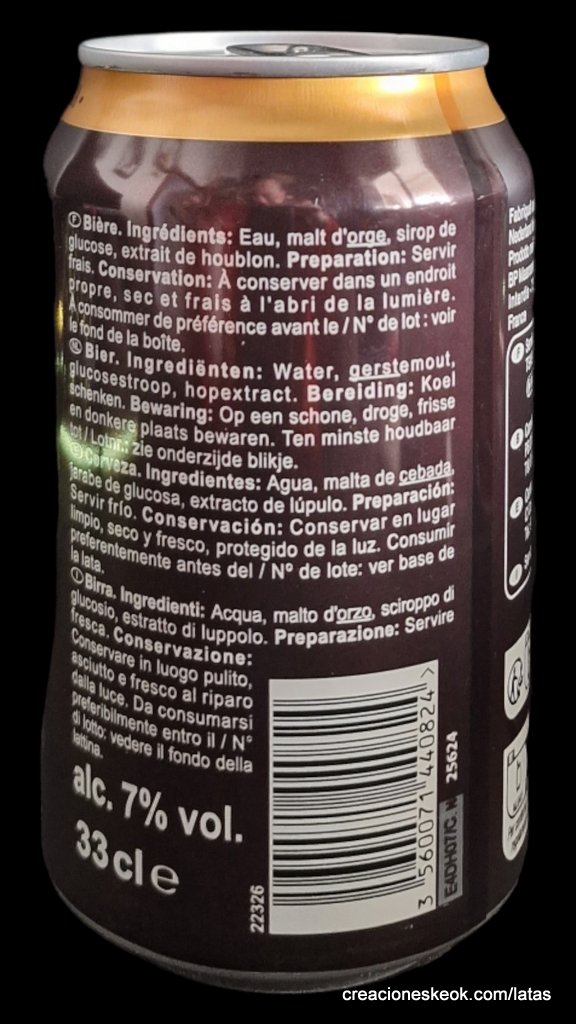 F Bière. Ingrédients: Eau, malt d'orge, sirop de
glucose, extrait de houblon. Preparation: Servir
frais. Conservation: À conserver dans un endroit
propre, sec et frais à l'abri de la lumière.
À consommer de préférence avant le / N° de lot : voir
le fond de la boîte.
NL Bier. Ingrediënten: Water, gerstemout,
glucosestroop, hopextract. Bereiding: Koel
schenken. Bewaring: Op een schone, droge, frisse
en donkere plaats bewaren. Ten minste houdbaar
tot / Lotnr.: zie onderzijde blikje.
E Cerveza. Ingredientes: Agua, malta de cebada,
jarabe de glucosa, extracto de lúpulo. Preparación:
Servir frío. Conservación: Conservar en lugar
limpio, seco y fresco, protegido de la luz. Consumir
preferentemente antes del / Nº de lote: ver base de
la lata.
I Birra. Ingredienti: Acqua, malto d'orzo, sciroppo di
glucosio, estratto di luppolo. Preparazione: Servire
fresca. Conservazione:
Conservare in luogo pulito,
asciutto e fresco al riparo
dalla luce. Da consumarsi
preferibilmente entro il / N°
di lotto: vedere il fondo della
lattina.
alc. 7% vol.
33 cl e
22326
3 560071 440824 >
E4DH07/C.
25624
France
creacioneskeok.com/latas